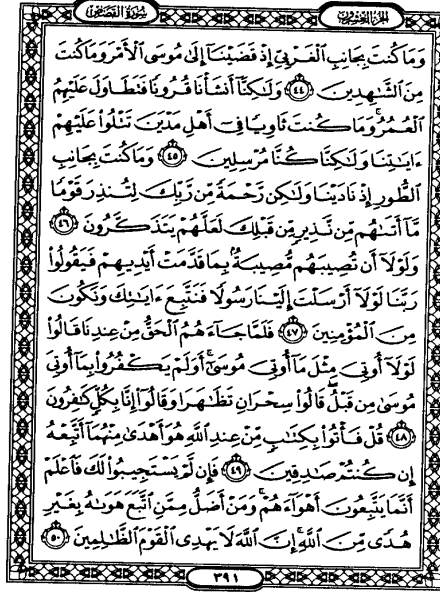 الجزء العشرون
سورة القصص
وَمَا كُنتَ بِجَانِبِ ٱلْغَرْبِيِّ إِذْ قَضَيْنَآ إِلَىٰ مُوسَى ٱلْأَمْرَ وَمَا كُنتَ
مِنَ ٱلشَّٰهِدِينَ ٤٤ وَلَٰكِنَّآ أَنشَأْنَا قُرُونًا فَتَطَاوَلَ عَلَيْهِمُ
ٱلْعُمُرُ وَمَا كُنتَ ثَاوِيًا فِىٓ أَهْلِ مَدْيَنَ تَتْلُوا۟ عَلَيْهِمْ
ءَايَٰتِنَا وَلَٰكِنَّا كُنَّا مُرْسِلِينَ ٤٥ وَمَا كُنتَ بِجَانِبِ
ٱلطُّورِ إِذْ نَادَيْنَا وَلَٰكِن رَّحْمَةً مِّن رَّبِّكَ لِتُنذِرَ قَوْمًا
مَّآ أَتَىٰهُم مِّن نَّذِيرٍ مِّن قَبْلِكَ لَعَلَّهُمْ يَتَذَكَّرُونَ ٤٦
وَلَوْلَآ أَن تُصِيبَهُم مُّصِيبَةٌۢ بِمَا قَدَّمَتْ أَيْدِيهِمْ فَيَقُولُوا۟
رَبَّنَا لَوْلَآ أَرْسَلْتَ إِلَيْنَا رَسُولًا فَنَتَّبِعَ ءَايَٰتِكَ وَنَكُونَ
مِنَ ٱلْمُؤْمِنِينَ ٤٧ فَلَمَّا جَآءَهُمُ ٱلْحَقُّ مِنْ عِندِنَا قَالُوا۟
لَوْلَآ أُوتِىَ مِثْلَ مَآ أُوتِىَ مُوسَىٰٓ ۚ أَوَلَمْ يَكْفُرُوا۟ بِمَآ أُوتِىَ
مُوسَىٰ مِن قَبْلُ ۖ قَالُوا۟ سِحْرَانِ تَظَٰهَرَا وَقَالُوٓا۟ إِنَّا بِكُلٍّ كَٰفِرُونَ
٤٨ قُلْ فَأْتُوا۟ بِكِتَٰبٍ مِّنْ عِندِ ٱللَّهِ هُوَ أَهْدَىٰ مِنْهُمَآ أَتَّبِعْهُ
إِن كُنتُمْ صَٰدِقِينَ ٤٩ فَإِن لَّمْ يَسْتَجِيبُوا۟ لَكَ فَٱعْلَمْ
أَنَّمَا يَتَّبِعُونَ أَهْوَآءَهُمْ ۚ وَمَنْ أَضَلُّ مِمَّنِ ٱتَّبَعَ هَوَىٰهُ بِغَيْرِ
هُدًى مِّنَ ٱللَّهِ ۚ إِنَّ ٱللَّهَ لَا يَهْدِى ٱلْقَوْمَ ٱلظَّٰلِمِينَ ٥٠
٣٩١